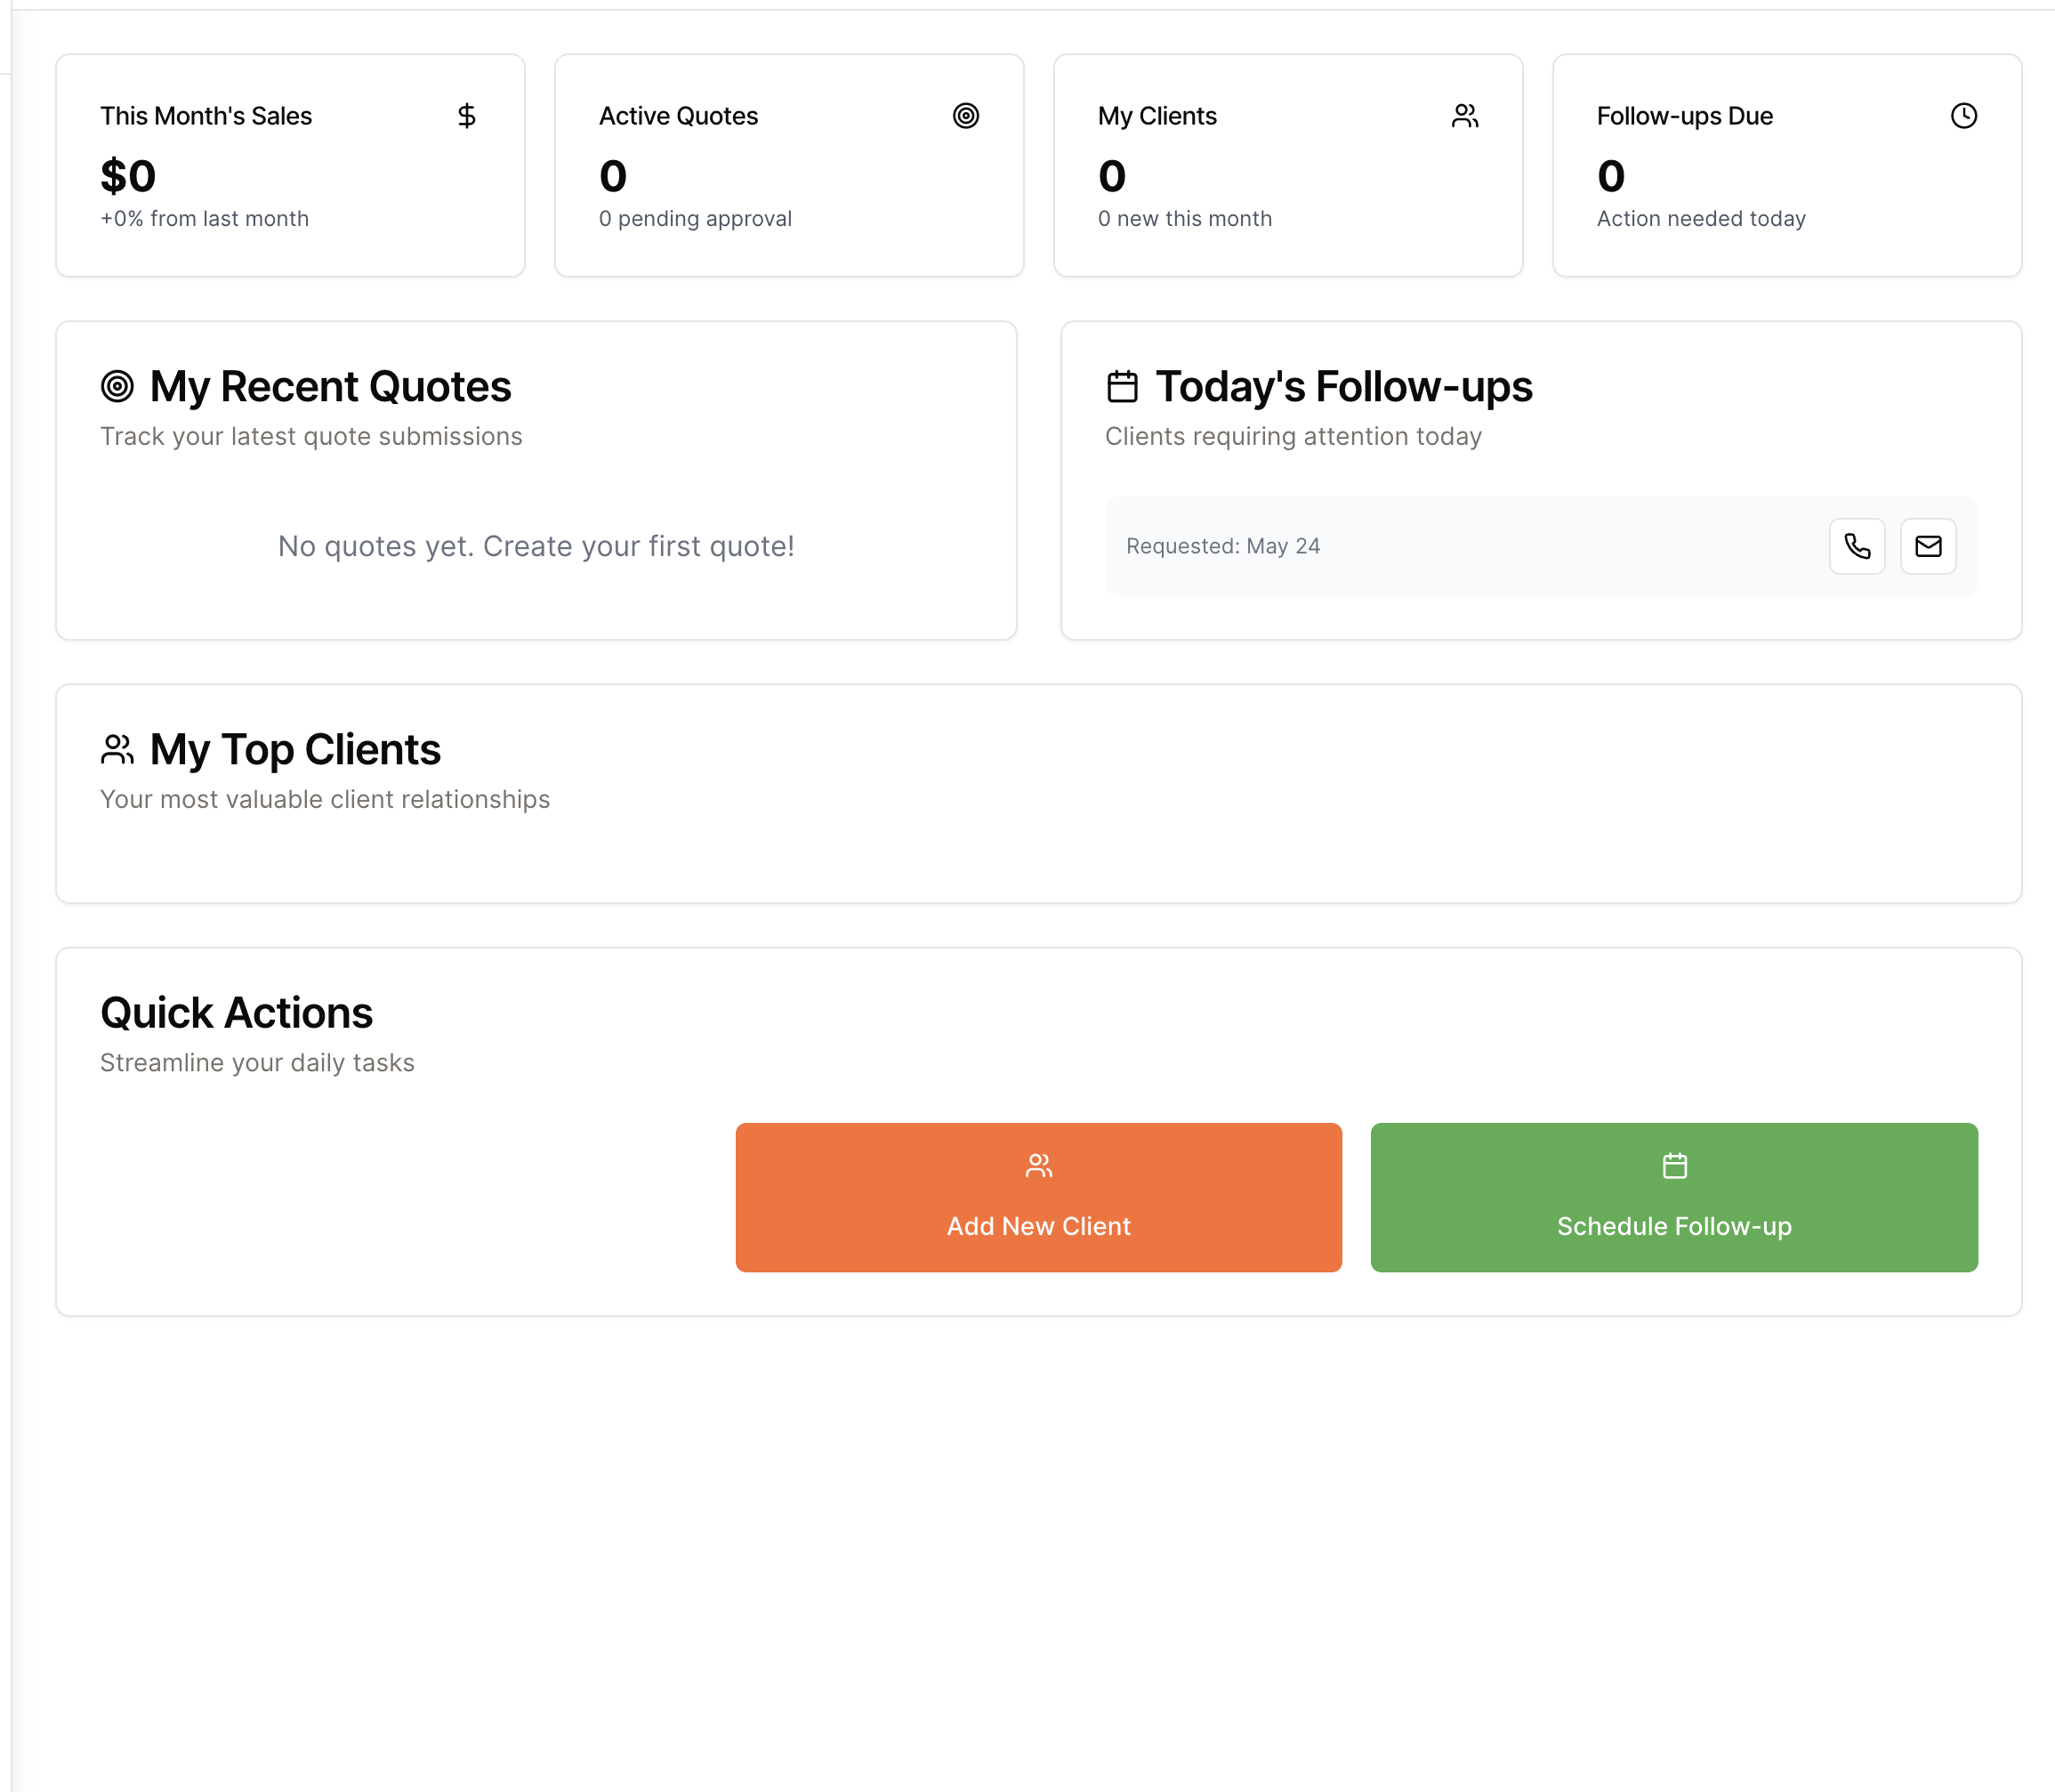 This Month's Sales
$0
+0% from last month
Active Quotes
0
0 pending approval
My Clients
0
0 new this month
Follow-ups Due
0
Action needed today
My Recent Quotes
Track your latest quote submissions
No quotes yet. Create your first quote!
Today's Follow-ups
Clients requiring attention today
Requested: May 24
My Top Clients
Your most valuable client relationships
Quick Actions
Streamline your daily tasks
Add New Client
Schedule Follow-up